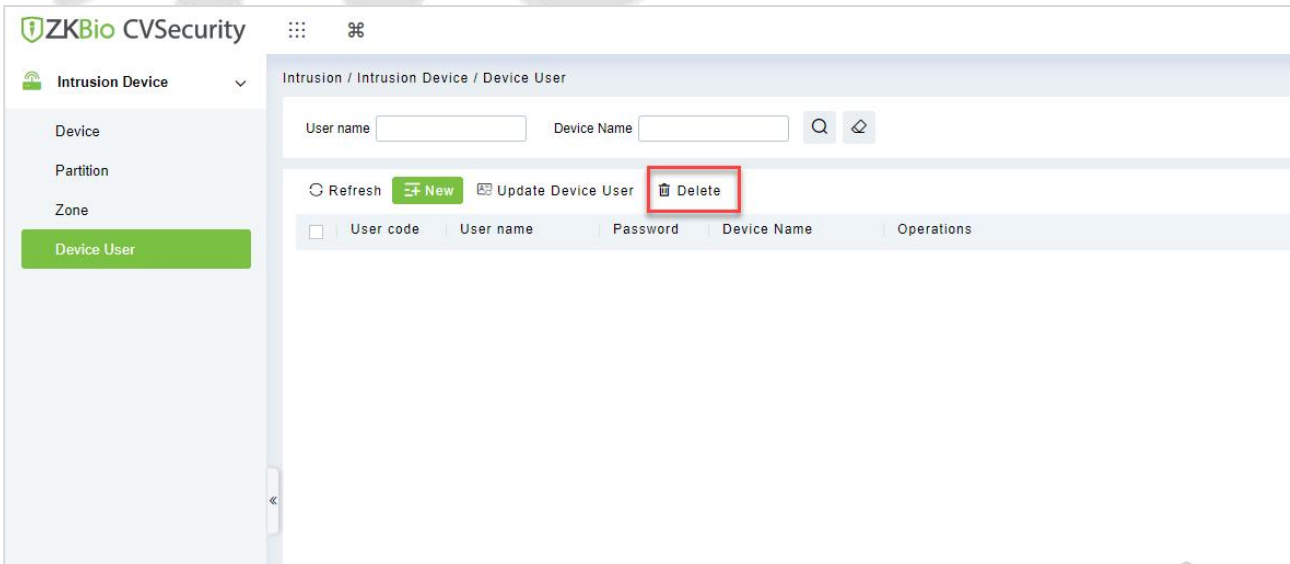 ZKBio CVSecurity
Intrusion Device
Device
Partition
Zone
Device User
Intrusion / Intrusion Device / Device User
User name Device Name
Refresh New Update Device User Delete
User code User name Password Device Name Operations